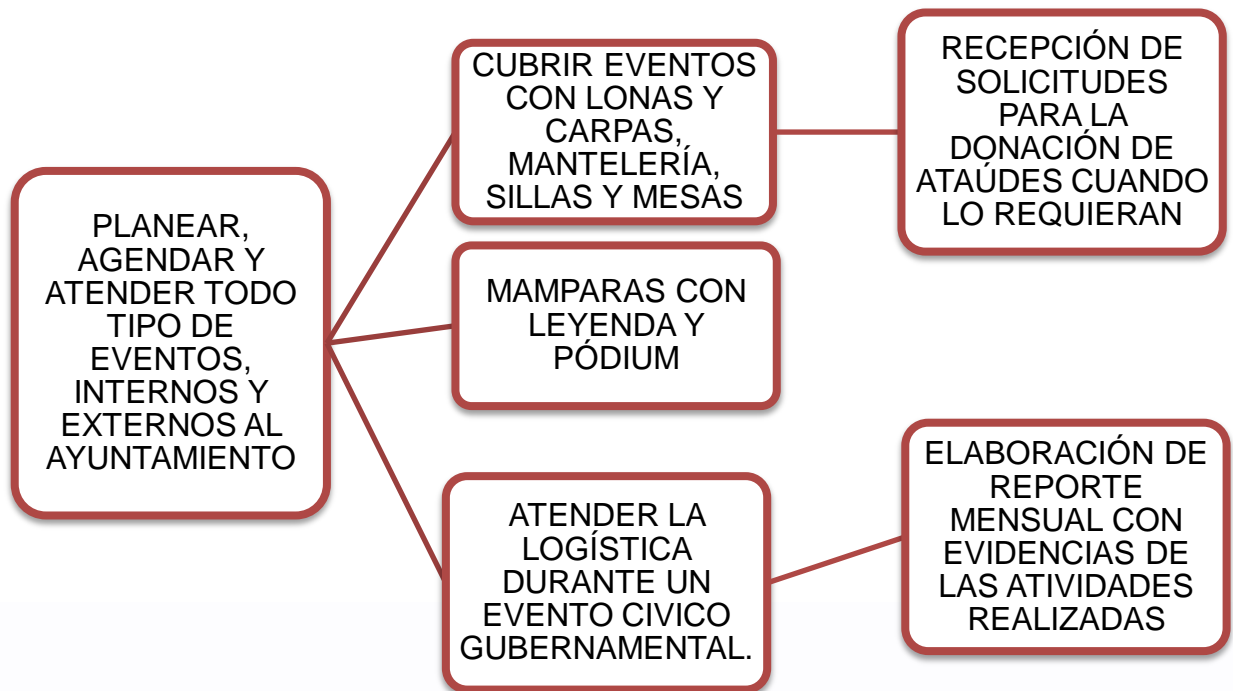 PLANEAR,
AGENDAR Y
ATENDER TODO
TIPO DE
EVENTOS,
INTERNOS Y
EXTERNOS AL
AYUNTAMIENTO
CUBRIR EVENTOS
CON LONAS Y
CARPAS,
MANTELERÍA,
SILLAS Y MESAS
RECEPCIÓN DE
SOLICITUDES
PARA LA
DONACIÓN DE
ATAÚDES CUANDO
LO REQUIERAN
MAMPARAS CON
LEYENDA Y
PÓDIUM
ATENDER LA
LOGÍSTICA
DURANTE UN
EVENTO CIVICO
GUBERNAMENTAL.
ELABORACIÓN DE
REPORTE
MENSUAL CON
EVIDENCIAS DE
LAS ATIVIDADES
REALIZADAS